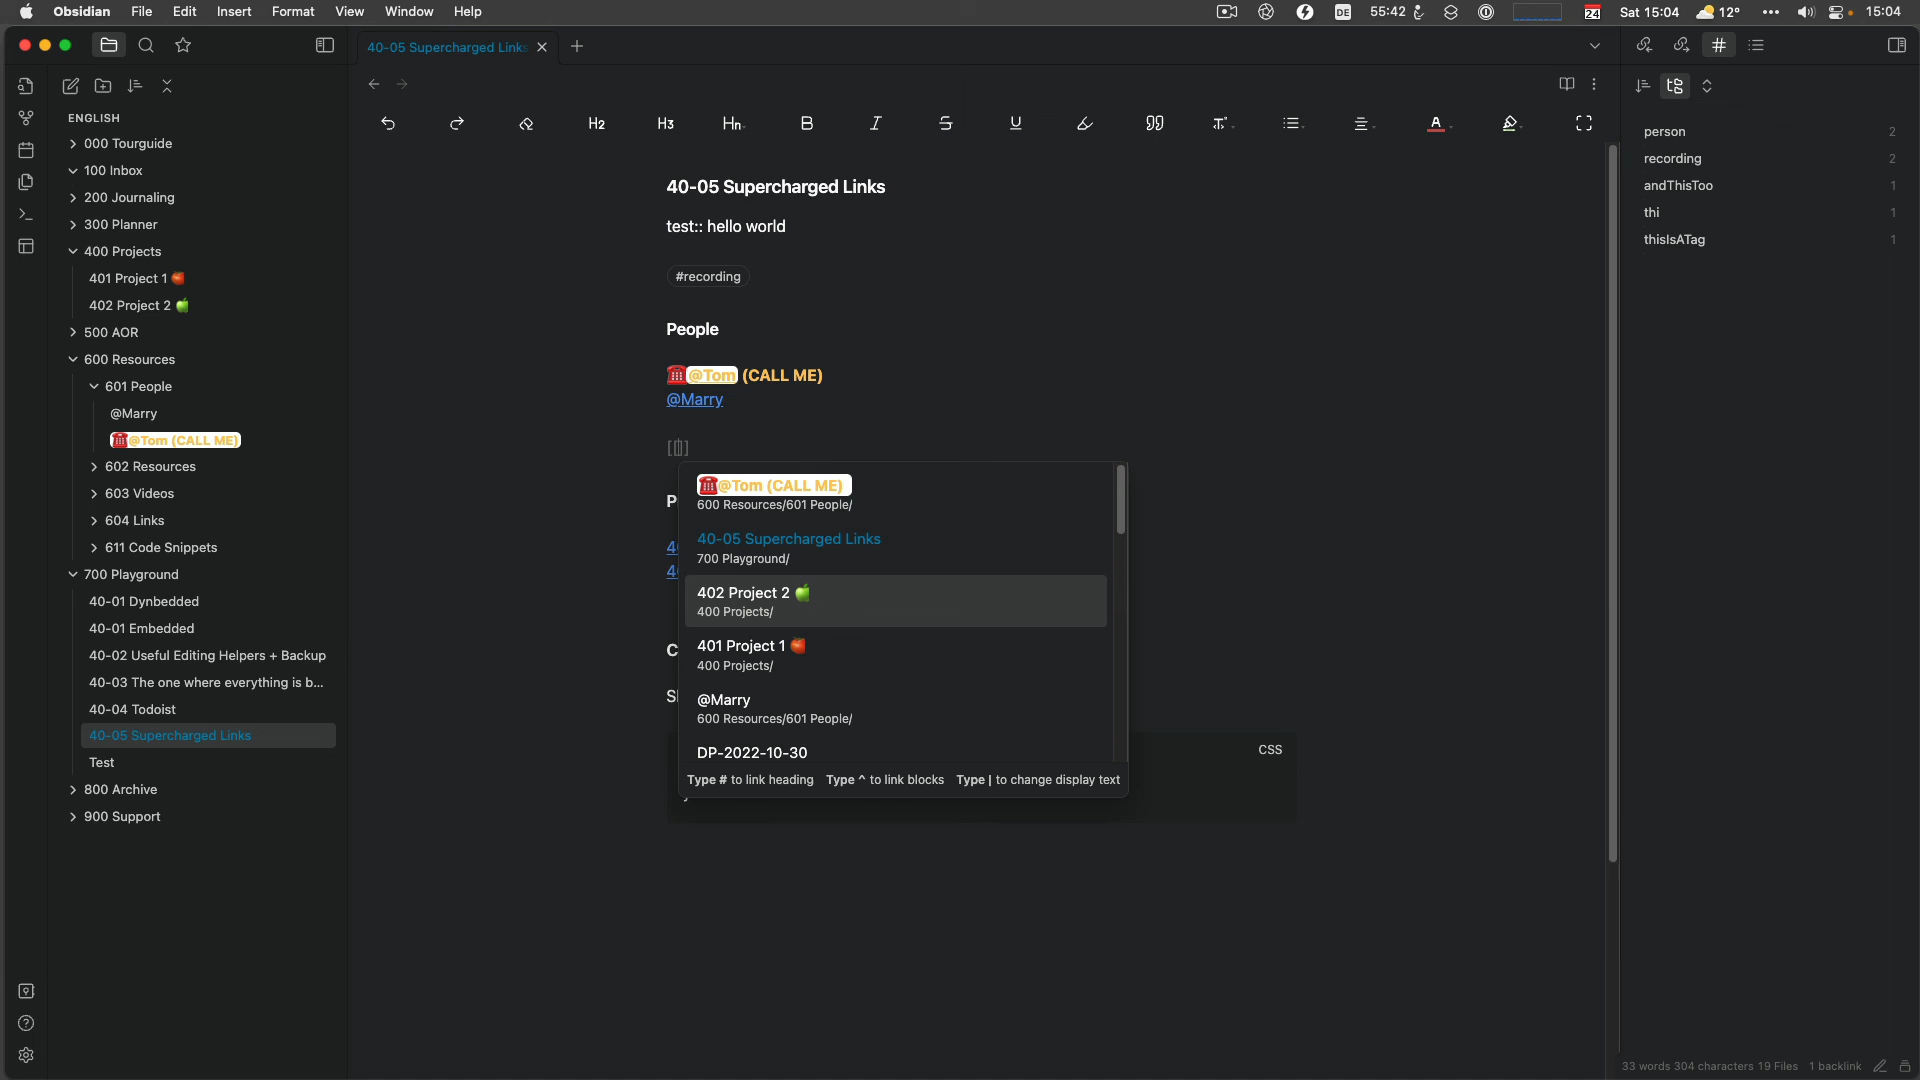 Obsidian File Edit Insert Format View Window Help
DE 55:42 24 Sat 15:04 12° 15:04
40-05 Supercharged Links
H2 H3 Hn B I S U A
ENGLISH
000 Tourguide
100 Inbox
200 Journaling
300 Planner
400 Projects
401 Project 1 🍎
402 Project 2 🍏
500 AOR
600 Resources
601 People
@Marry
☎️@Tom (CALL ME)
602 Resources
603 Videos
604 Links
611 Code Snippets
700 Playground
40-01 Dynbedded
40-01 Embedded
40-02 Useful Editing Helpers + Backup
40-03 The one where everything is b...
40-04 Todoist
40-05 Supercharged Links
Test
800 Archive
900 Support
40-05 Supercharged Links
test:: hello world
#recording
People
☎️@Tom (CALL ME)
@Marry
[[]]
☎️@Tom (CALL ME)
600 Resources/601 People/
40-05 Supercharged Links
700 Playground/
402 Project 2 🍏
400 Projects/
401 Project 1 🍎
400 Projects/
@Marry
600 Resources/601 People/
DP-2022-10-30
Type # to link heading Type ^ to link blocks Type | to change display text
CSS
person 2
recording 2
andThisToo 1
thi 1
thisIsATag 1
33 words 304 characters 19 Files 1 backlink